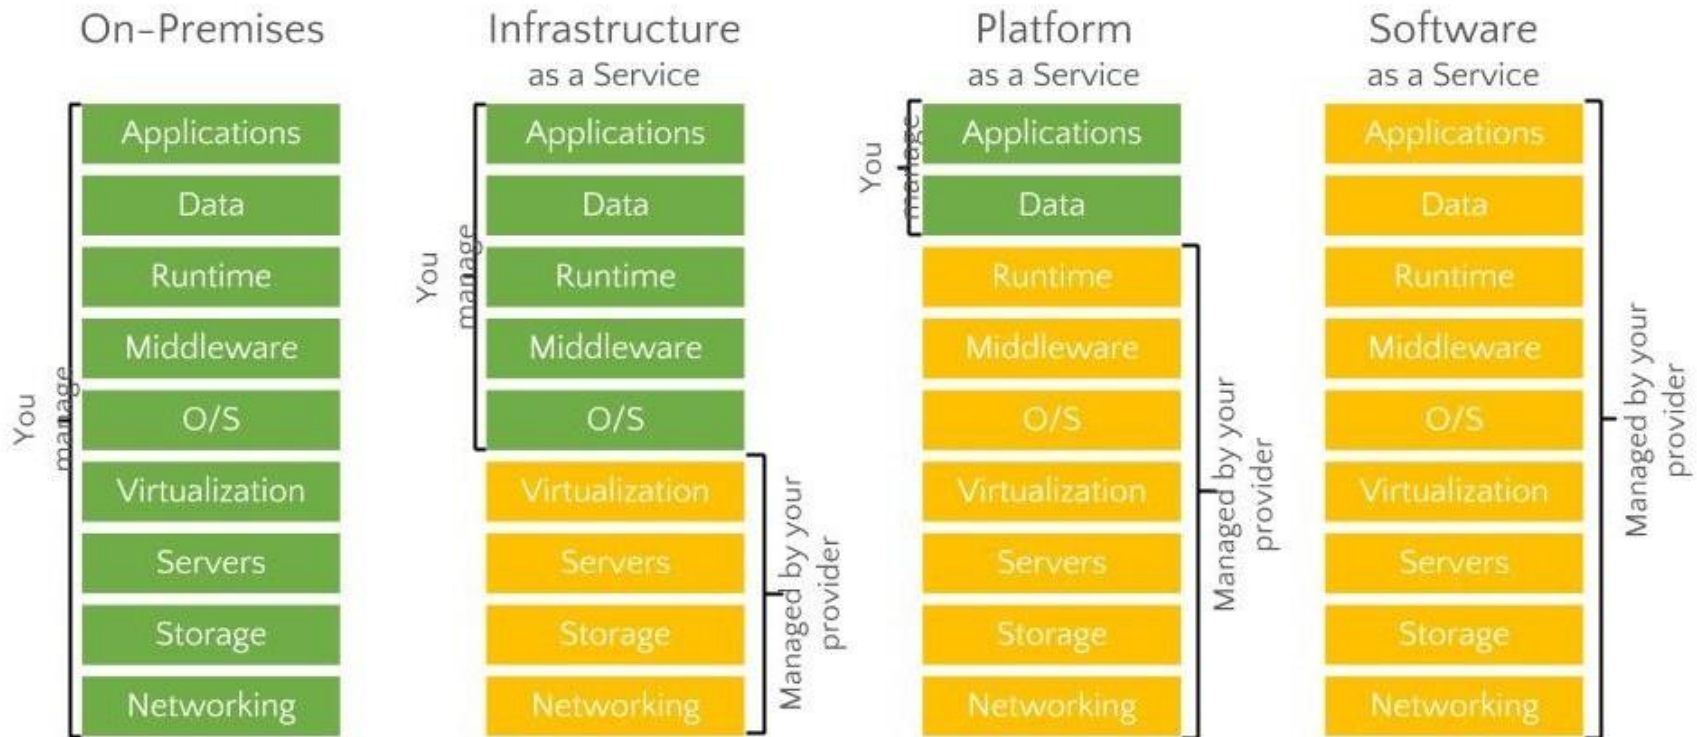 On-Premises
You
manage
Applications
Data
Runtime
Middleware
O/S
Virtualization
Servers
Storage
Networking
Infrastructure
as a Service
You
manage
Applications
Data
Runtime
Middleware
O/S
Virtualization
Servers
Storage
Networking
Managed by your
provider
Platform
as a Service
You
manage
Applications
Data
Runtime
Middleware
O/S
Virtualization
Servers
Storage
Networking
Managed by your
provider
Software
as a Service
Applications
Data
Runtime
Middleware
O/S
Virtualization
Servers
Storage
Networking
Managed by your
provider